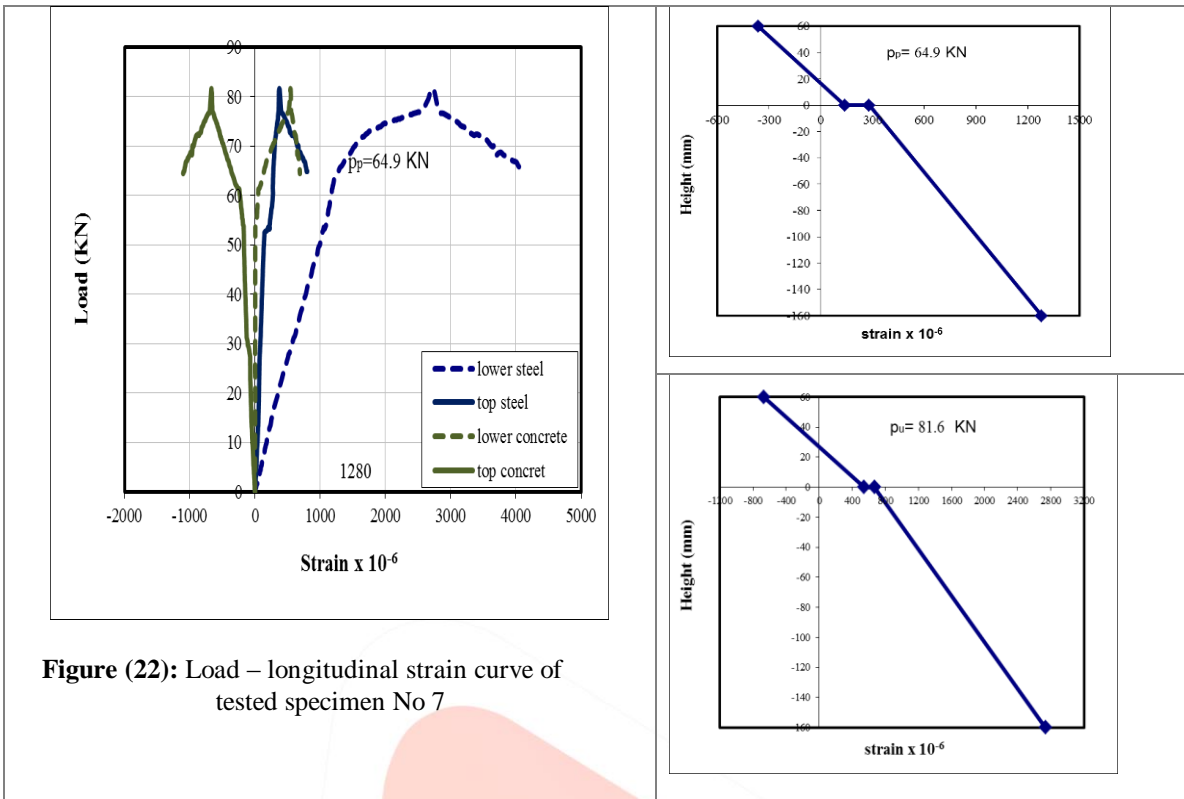 90
80
70
60
50
40
30
20
10
0
pp=64.9 KN
Load (KN)
lower steel
top steel
lower concrete
top concret
1280
-2000 -1000 0 1000 2000 3000 4000 5000
Strain x 10-6
Figure (22): Load – longitudinal strain curve of
tested specimen No 7
60
pp= 64.9 KN
40
20
0
-600 -300 0 300 600 900 1200 1500
-20
-40
-60
-80
-100
-120
-140
-160
Height (mm)
strain x 10-6
60
pu= 81.6 KN
40
20
0
-1200 -800 -400 0 400 800 1200 1600 2000 2400 2800 3200
-20
-40
-60
-80
-100
-120
-140
-160
Height (mm)
strain x 10-6